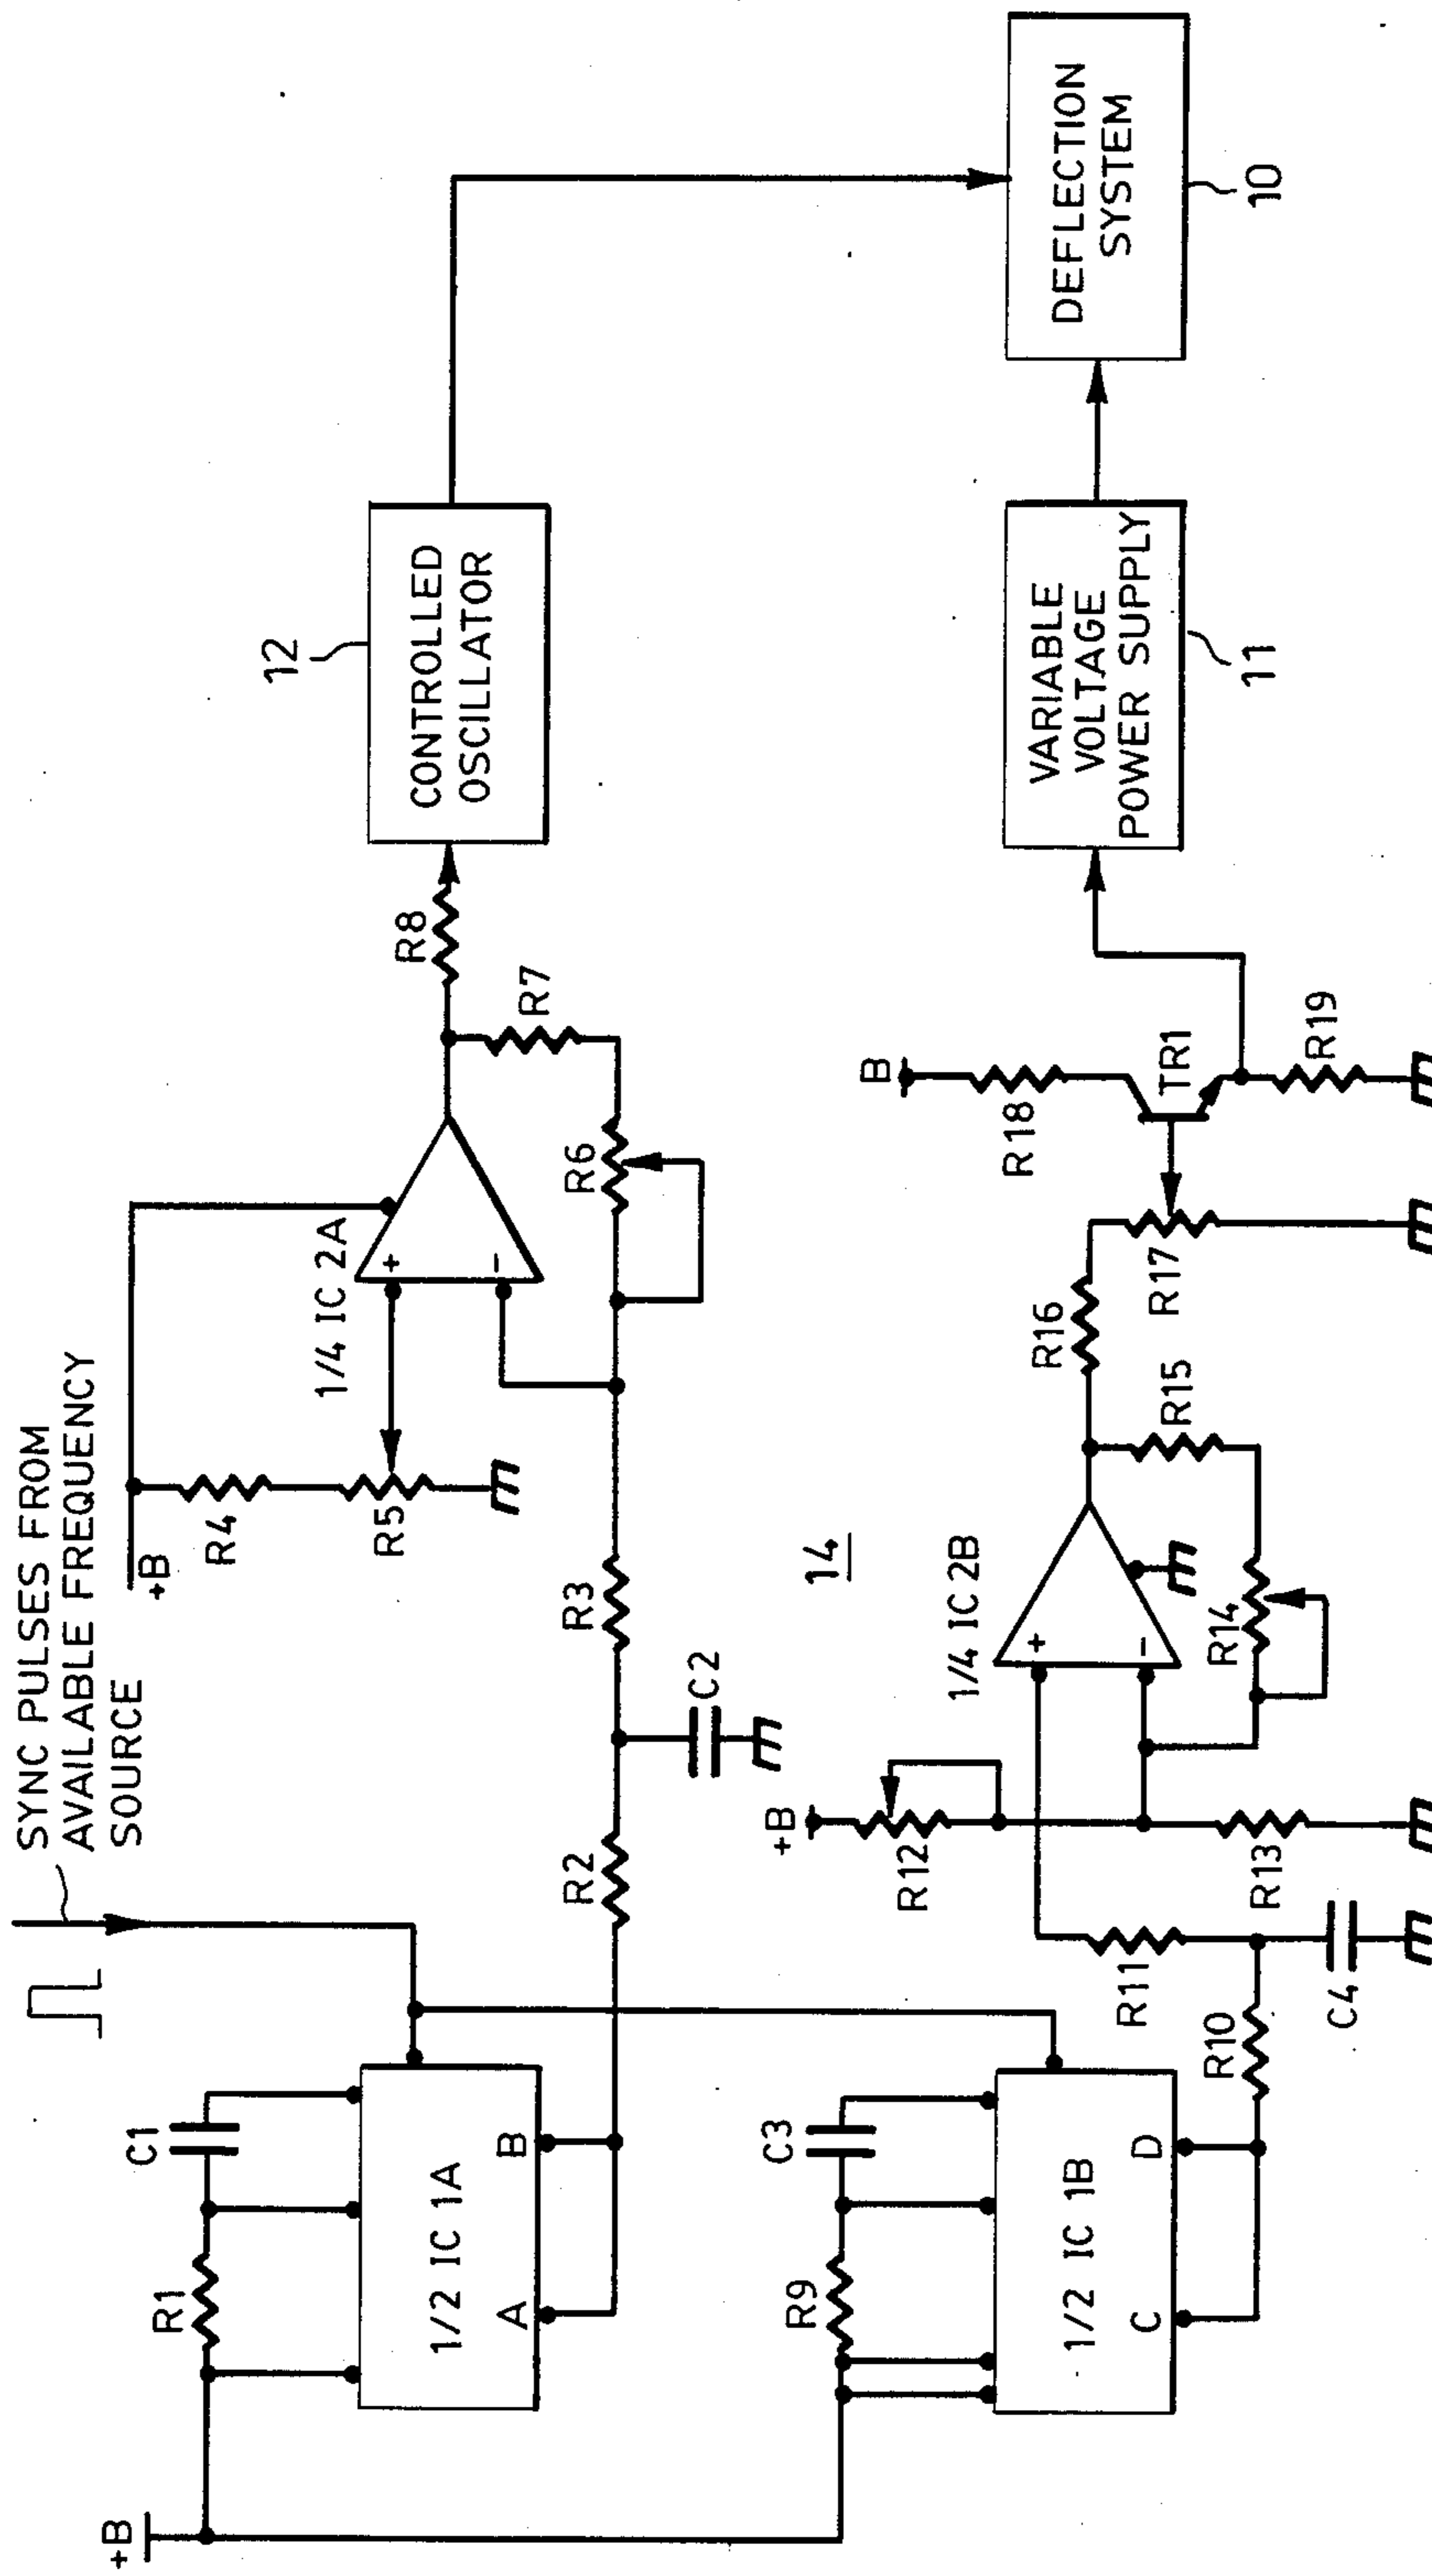 SYNC PULSES FROM
AVAILABLE FREQUENCY
SOURCE
+B
R1
C1
1/2 IC 1A
A
B
R2
C2
R3
+B
R4
R5
1/4 IC 2A
+
−
R6
R7
R8
12
CONTROLLED
OSCILLATOR
R9
C3
1/2 IC 1B
C
D
R10
C4
R11
+B
R12
R13
14
1/4 IC 2B
+
−
R14
R15
R16
R17
B
R18
TR1
R19
VARIABLE
VOLTAGE
POWER SUPPLY
11
DEFLECTION
SYSTEM
10